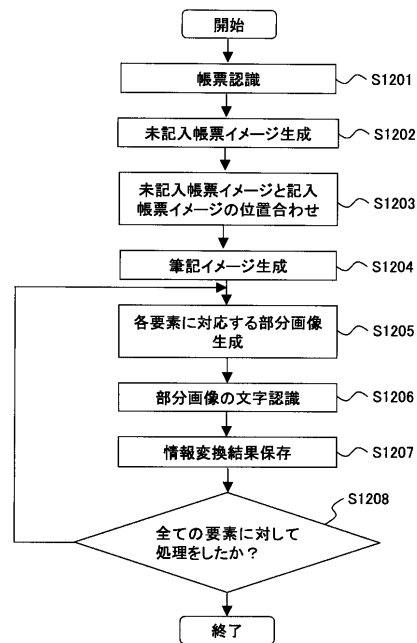 開始
帳票認識
S1201
未記入帳票イメージ生成
S1202
未記入帳票イメージと記入
帳票イメージの位置合わせ
S1203
筆記イメージ生成
S1204
各要素に対応する部分画像
生成
S1205
部分画像の文字認識
S1206
情報変換結果保存
S1207
S1208
全ての要素に対して
処理をしたか？
終了